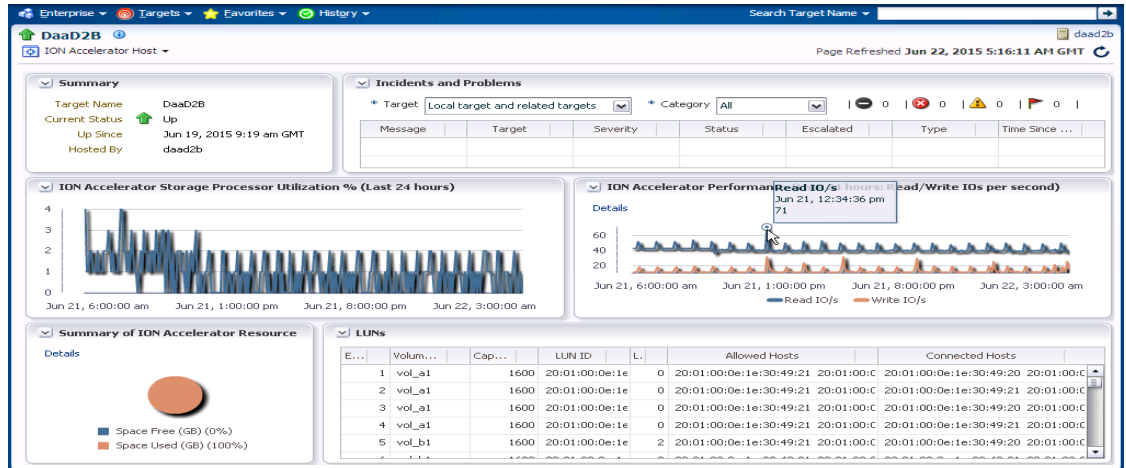 Enterprise Targets Favorites History Search Target Name
DaaD2B daad2b
ION Accelerator Host Page Refreshed Jun 22, 2015 5:16:11 AM GMT
Summary
Target Name DaaD2B
Current Status Up
Up Since Jun 19, 2015 9:19 am GMT
Hosted By daad2b
Incidents and Problems
* Target Local target and related targets * Category All | 0 | 0 | 0 | 0 |
Message Target Severity Status Escalated Type Time Since ...
ION Accelerator Storage Processor Utilization % (Last 24 hours)
4
3
2
1
0
Jun 21, 6:00:00 am Jun 21, 1:00:00 pm Jun 21, 8:00:00 pm Jun 22, 3:00:00 am
ION Accelerator Performan hours: Read/Write IOs per second)
Read IO/s
Jun 21, 12:34:36 pm
71
Details
60
40
20
Jun 21, 6:00:00 am Jun 21, 1:00:00 pm Jun 21, 8:00:00 pm Jun 22, 3:00:00 am
Read IO/s Write IO/s
Summary of ION Accelerator Resource
Details
Space Free (GB) (0%)
Space Used (GB) (100%)
LUNs
E... Volum... Cap... LUN ID L. Allowed Hosts Connected Hosts
1 vol_a1 1600 20:01:00:0e:1e 0 20:01:00:0e:1e:30:49:21 20:01:00:0 20:01:00:0e:1e:30:49:20 20:01:00:0
2 vol_a1 1600 20:01:00:0e:1e 0 20:01:00:0e:1e:30:49:21 20:01:00:0 20:01:00:0e:1e:30:49:21 20:01:00:0
3 vol_a1 1600 20:01:00:0e:1e 0 20:01:00:0e:1e:30:49:21 20:01:00:0 20:01:00:0e:1e:30:49:20 20:01:00:0
4 vol_a1 1600 20:01:00:0e:1e 0 20:01:00:0e:1e:30:49:21 20:01:00:0 20:01:00:0e:1e:30:49:21 20:01:00:0
5 vol_b1 1600 20:01:00:0e:1e 2 20:01:00:0e:1e:30:49:21 20:01:00:0 20:01:00:0e:1e:30:49:20 20:01:00:0